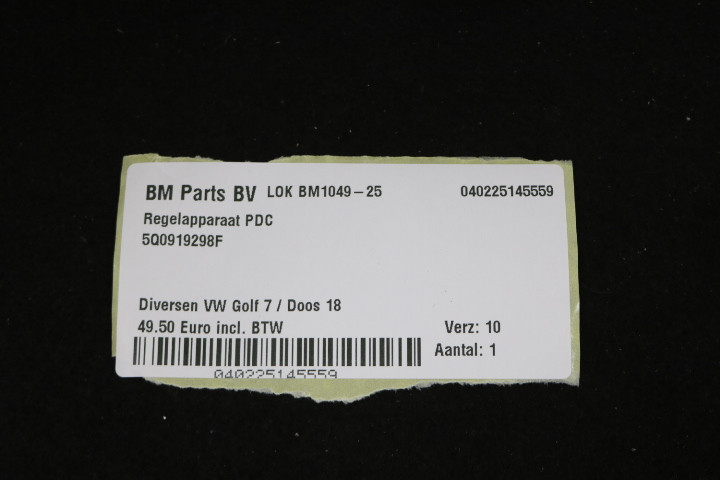 BM Parts BV LOK BM1049-25 040225145559
Regelapparaat PDC
5Q0919298F
Diversen VW Golf 7 / Doos 18
49.50 Euro incl. BTW Verz: 10
Aantal: 1
040225145559